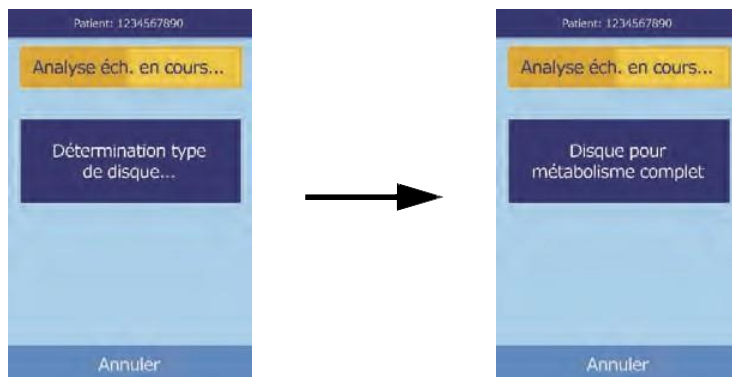 Patient: 1234567890
Analyse éch. en cours...
Détermination type
de disque...
Annuler
Patient: 1234567890
Analyse éch. en cours...
Disque pour
métabolisme complet
Annuler